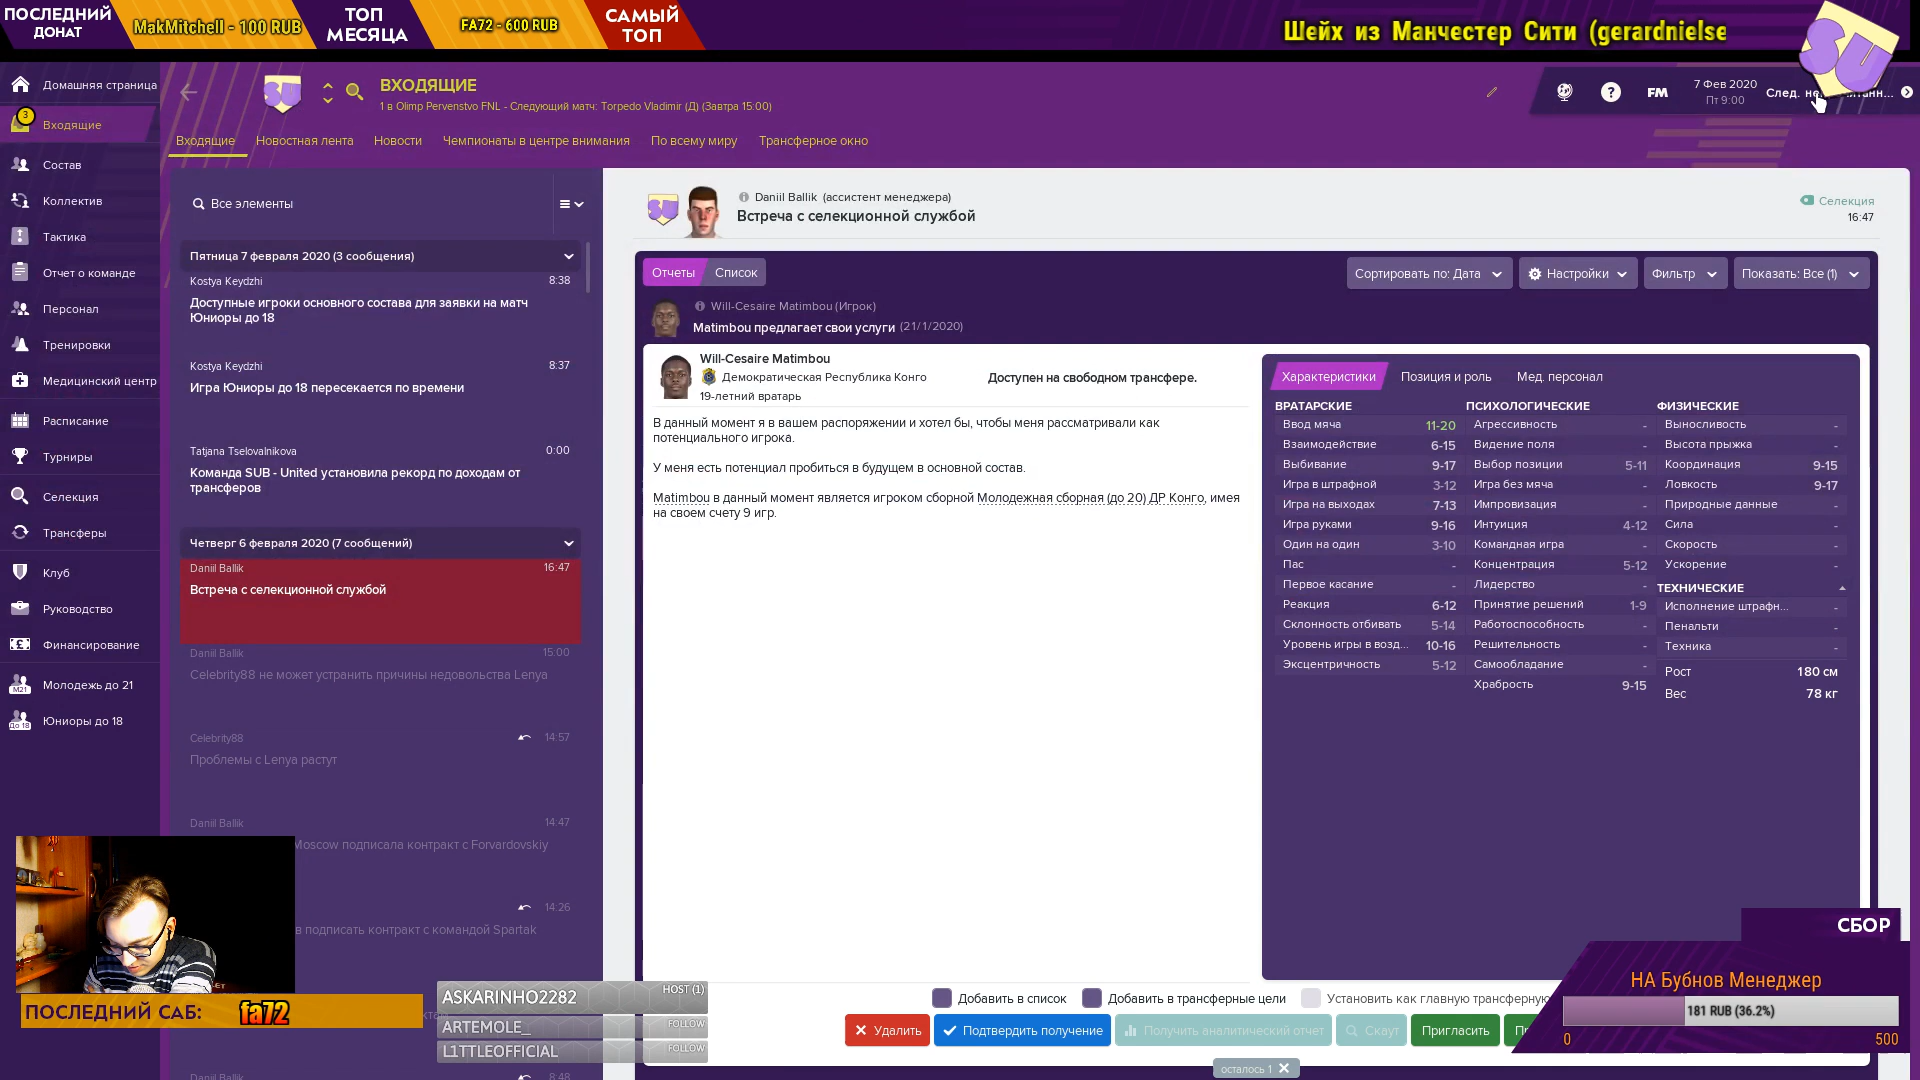 ПОСЛЕДНИЙ
ДОНАТ
MakMitchell - 100 RUB
ТОП
МЕСЯЦА
FA72 - 600 RUB
САМЫЙ
ТОП
Шейх из Манчестер Сити (gerardnielse
SU
Домашняя страница
3
Входящие
Состав
Коллектив
Тактика
Отчет о команде
Персонал
Тренировки
Медицинский центр
Расписание
Турниры
Селекция
Трансферы
Клуб
Руководство
Финансирование
Молодежь до 21
Юниоры до 18
ВХОДЯЩИЕ
1 в Olimp Pervenstvo FNL - Следующий матч: Torpedo Vladimir (Д) (Завтра 15:00)
FM
7 Фев 2020
Пт 9:00
След.
Входящие
Новостная лента
Новости
Чемпионаты в центре внимания
По всему миру
Трансферное окно
Все элементы
Пятница 7 февраля 2020 (3 сообщения)
Kostya Keydzhi 8:38
Доступные игроки основного состава для заявки на матч
Юниоры до 18
Kostya Keydzhi 8:37
Игра Юниоры до 18 пересекается по времени
Tatjana Tselovalnikova 0:00
Команда SUB - United установила рекорд по доходам от
трансферов
Четверг 6 февраля 2020 (7 сообщений)
Daniil Ballik 16:47
Встреча с селекционной службой
Daniil Ballik 15:00
Celebrity88 не может устранить причины недовольства Lenya
Celebrity88 14:57
Проблемы с Lenya растут
Daniil Ballik 14:47
Moscow подписала контракт с Forvardovskiy
14:26
в подписать контракт с командой Spartak
Daniil Ballik 8:48
Daniil Ballik (ассистент менеджера)
Встреча с селекционной службой
Селекция
16:47
Отчеты
Список
Сортировать по: Дата
Настройки
Фильтр
Показать: Все (1)
Will-Cesaire Matimbou (Игрок)
Matimbou предлагает свои услуги (21/1/2020)
Will-Cesaire Matimbou
Демократическая Республика Конго
19-летний вратарь
Доступен на свободном трансфере.
В данный момент я в вашем распоряжении и хотел бы, чтобы меня рассматривали как
потенциального игрока.
У меня есть потенциал пробиться в будущем в основной состав.
Matimbou в данный момент является игроком сборной Молодежная сборная (до 20) ДР Конго, имея
на своем счету 9 игр.
Характеристики
Позиция и роль
Мед. персонал
ВРАТАРСКИЕ
Ввод мяча 11-20
Взаимодействие 6-15
Выбивание 9-17
Игра в штрафной 3-12
Игра на выходах 7-13
Игра руками 9-16
Один на один 3-10
Пас -
Первое касание -
Реакция 6-12
Склонность отбивать 5-14
Уровень игры в возд... 10-16
Эксцентричность 5-12
ПСИХОЛОГИЧЕСКИЕ
Агрессивность -
Видение поля -
Выбор позиции 5-11
Игра без мяча -
Импровизация -
Интуиция 4-12
Командная игра -
Концентрация 5-12
Лидерство -
Принятие решений 1-9
Работоспособность -
Решительность -
Самообладание -
Храбрость 9-15
ФИЗИЧЕСКИЕ
Выносливость -
Высота прыжка -
Координация 9-15
Ловкость 9-17
Природные данные -
Сила -
Скорость -
Ускорение -
ТЕХНИЧЕСКИЕ
Исполнение штрафн... -
Пенальти -
Техника -
Рост 180 см
Вес 78 кг
Добавить в список
Добавить в трансферные цели
Установить как главную трансферную
Удалить
Подтвердить получение
Получить аналитический отчет
Скаут
Пригласить
осталось 1
СБОР
НА Бубнов Менеджер
181 RUB (36.2%)
0 500
ПОСЛЕДНИЙ САБ: fa72
ASKARINHO2282 HOST (1)
ARTEMOLE_ FOLLOW
L1TTLEOFFICIAL FOLLOW